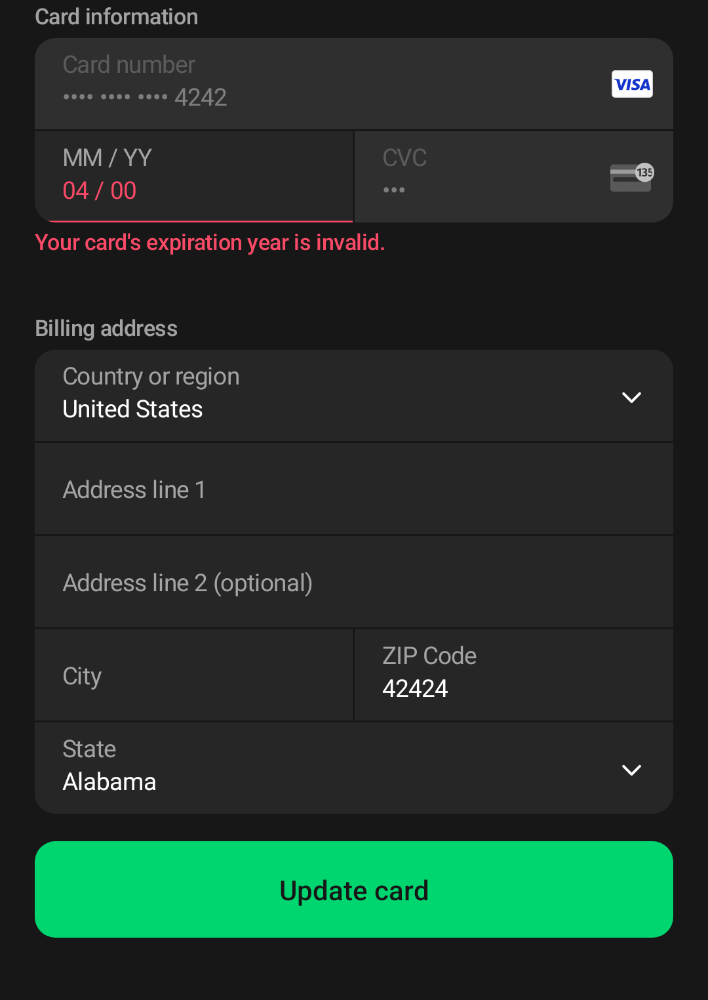 Card information
Card number
•••• •••• •••• 4242
VISA
MM / YY
04 / 00
CVC
•••
135
Your card's expiration year is invalid.
Billing address
Country or region
United States
Address line 1
Address line 2 (optional)
City
ZIP Code
42424
State
Alabama
Update card